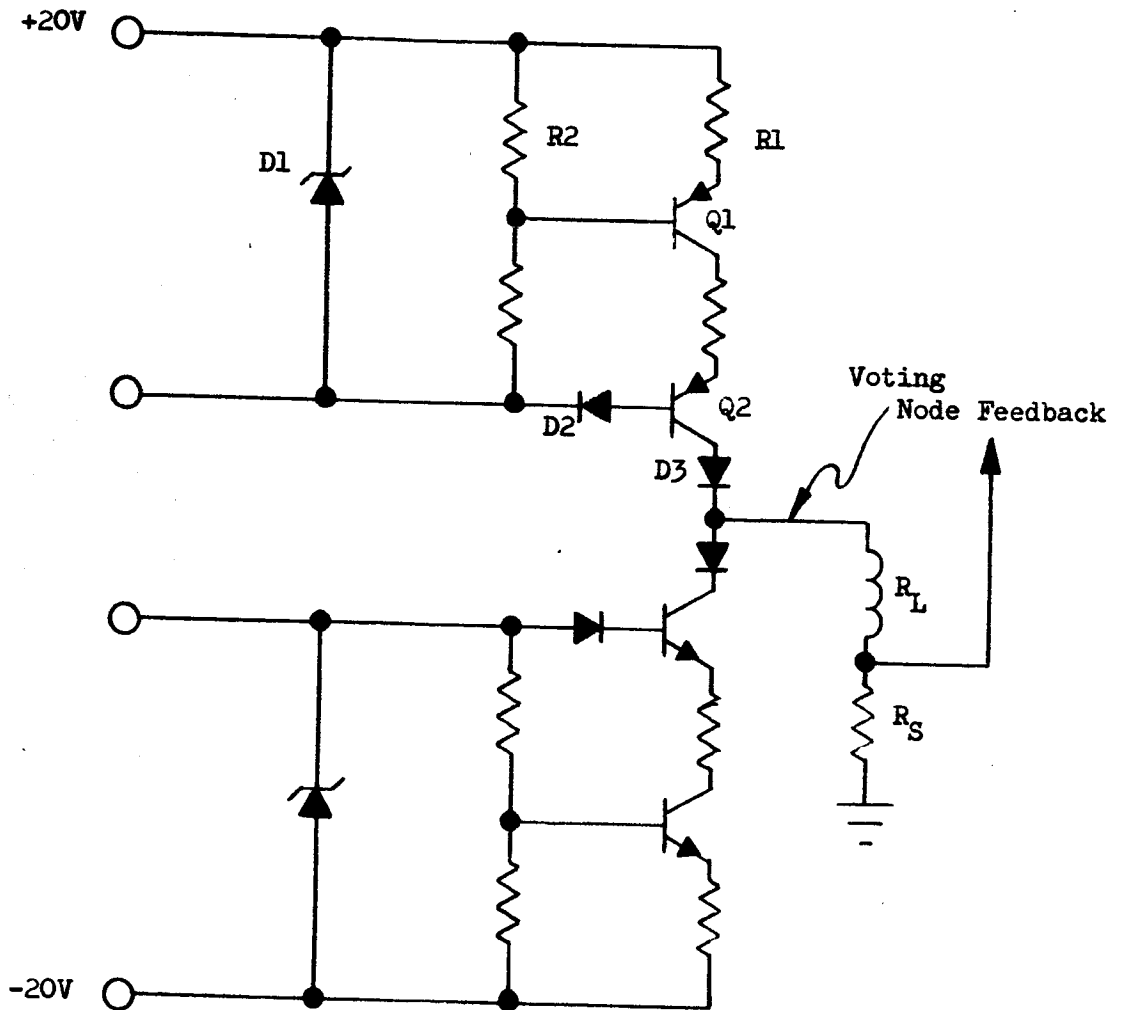 +20V
R2
R1
D1
Q1
Voting
Node Feedback
Q2
D2
D3
R_L
R_S
-20V